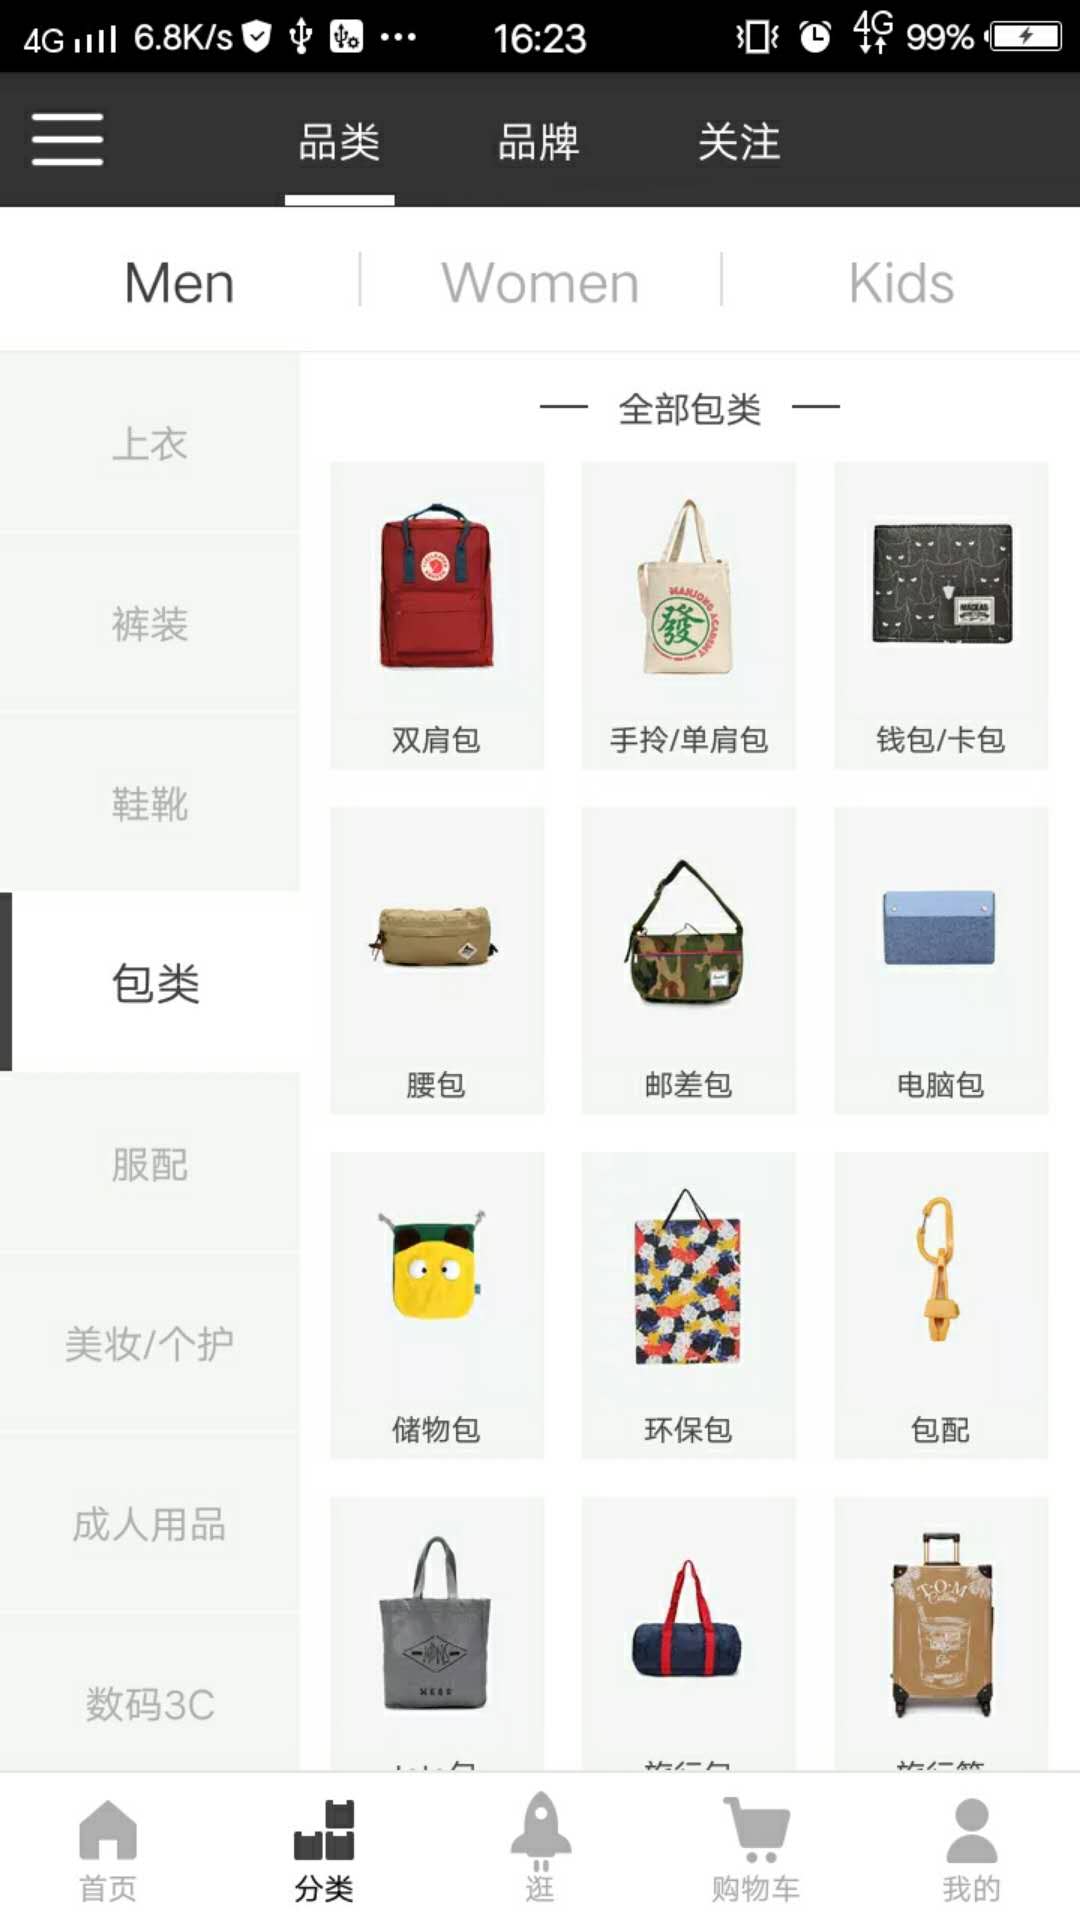 4G 6.8K/s 16:23 4G 99%
品类 品牌 关注
Men Women Kids
上衣
裤装
鞋靴
包类
服配
美妆/个护
成人用品
数码3C
全部包类
MAHJONG ACADEMY
發
双肩包 手拎/单肩包 钱包/卡包
腰包 邮差包 电脑包
储物包 环保包 包配
T·O·M
首页 分类 逛 购物车 我的